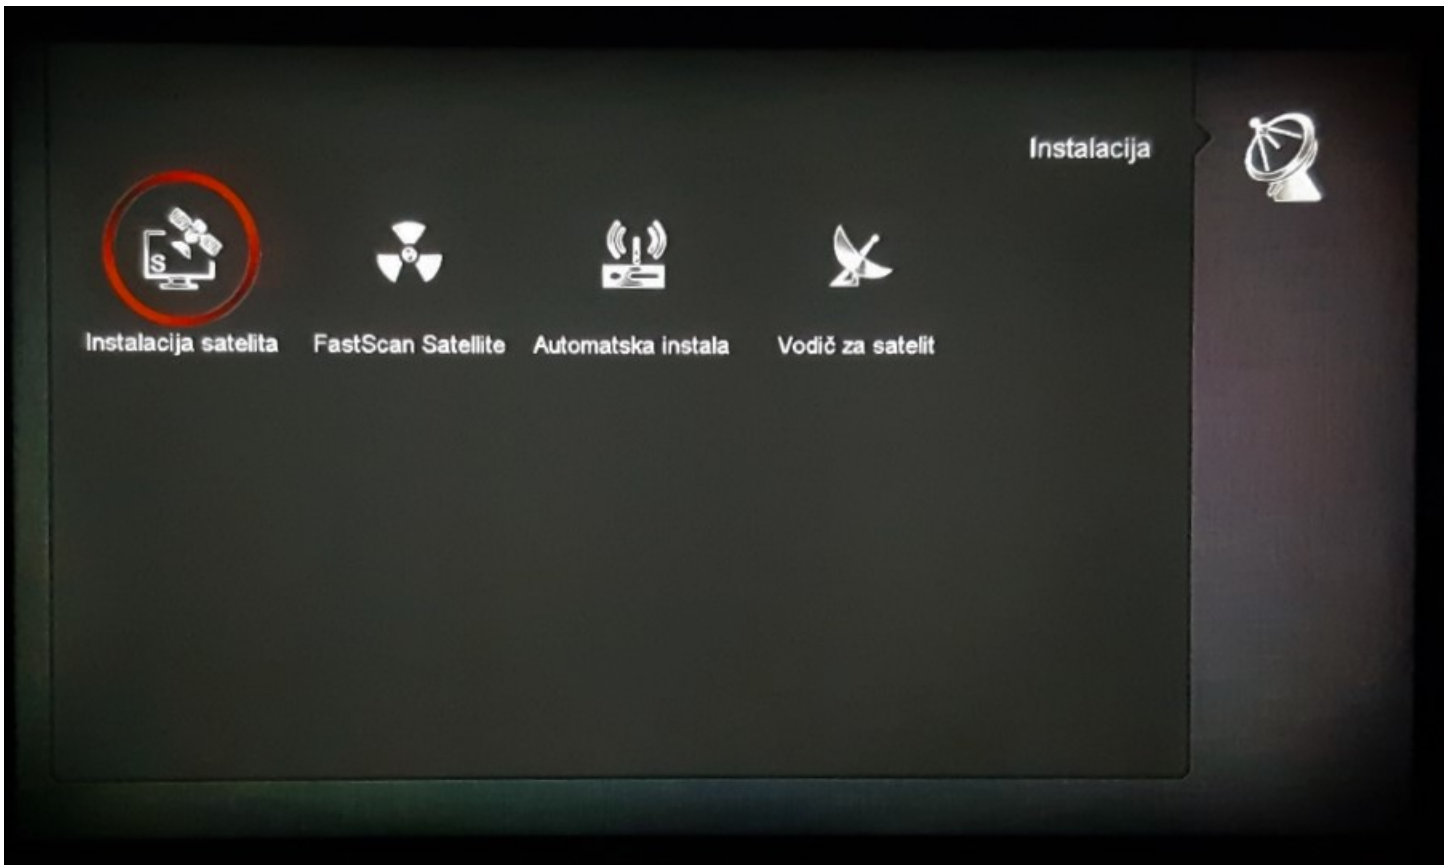 Instalacija
S
Instalacija satelita
FastScan Satellite
Automatska instala
Vodič za satelit